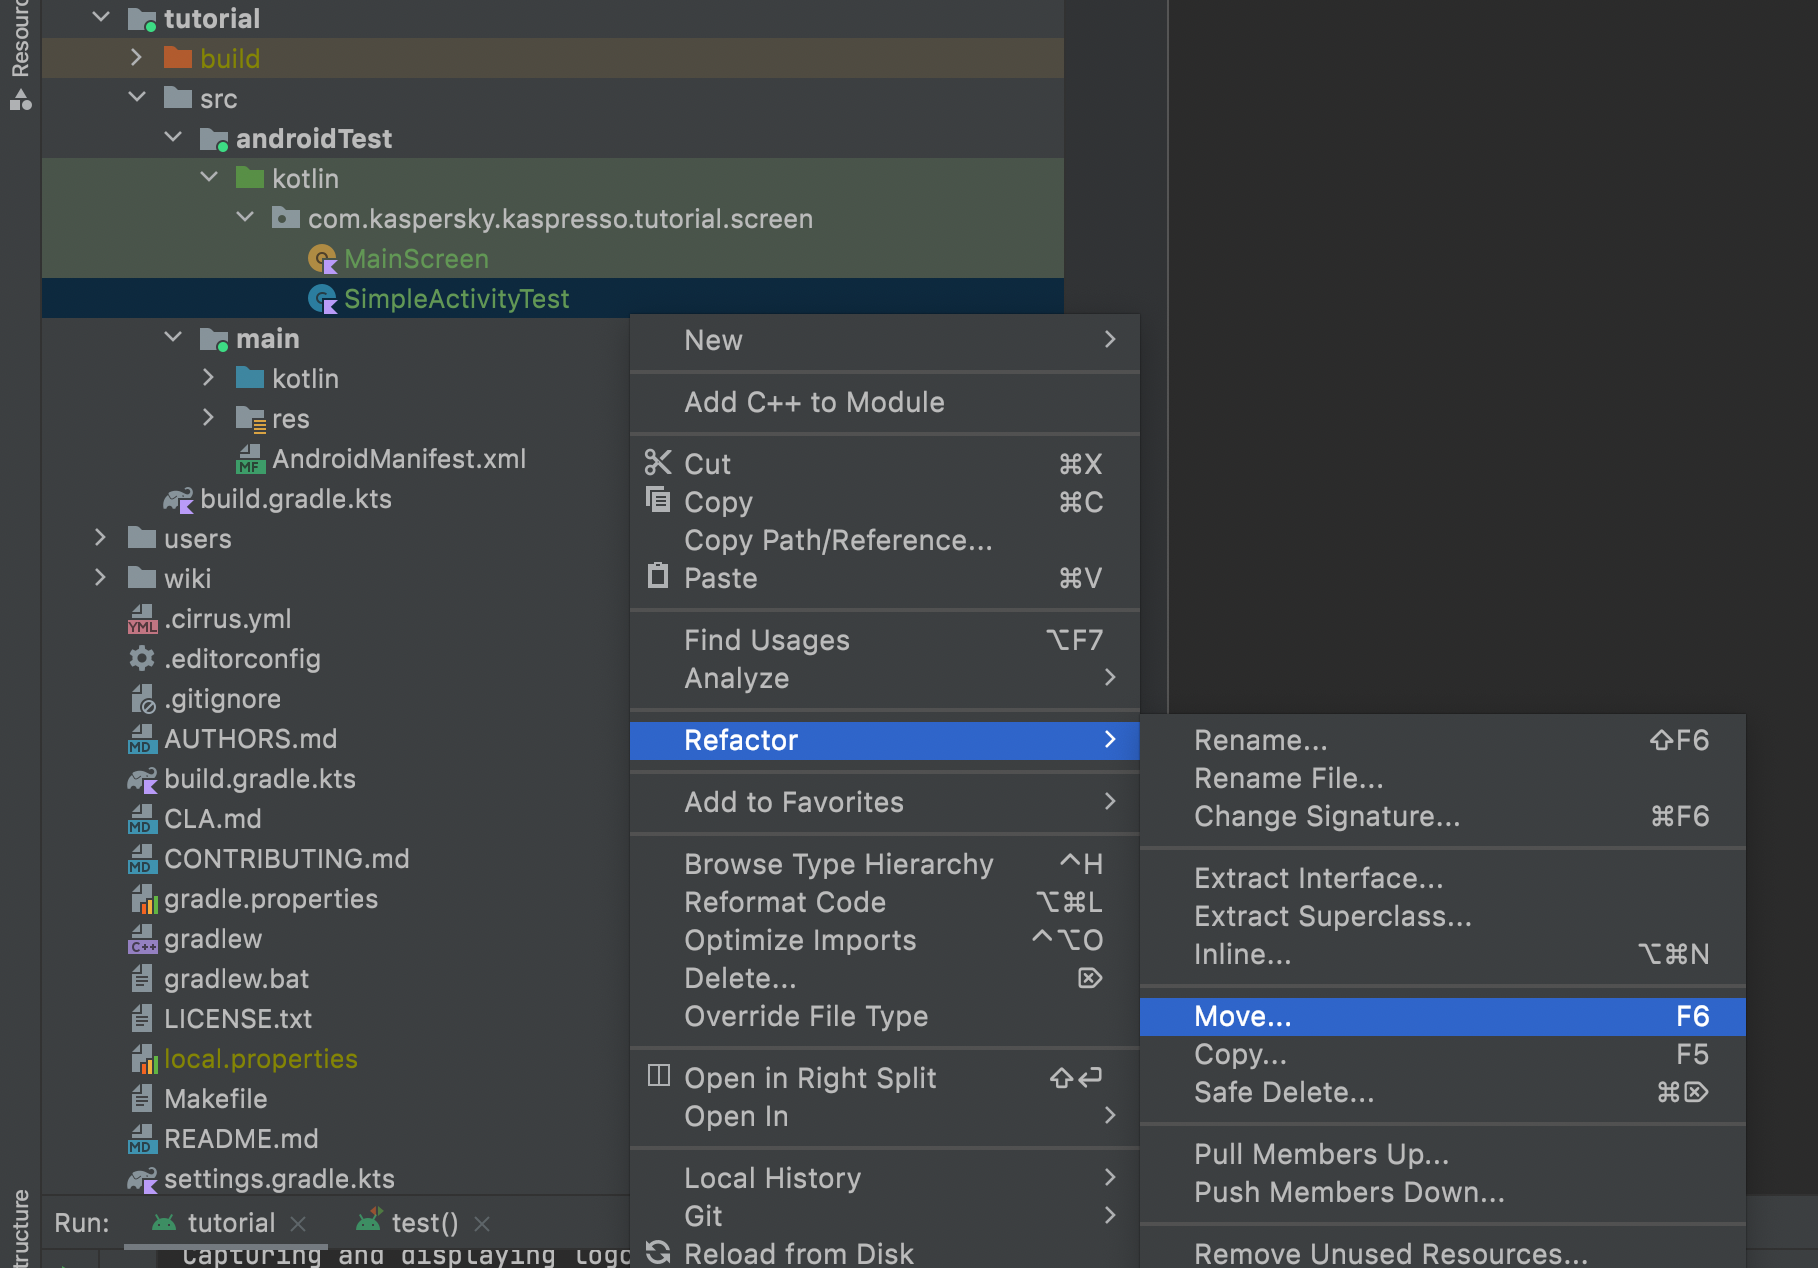 Resourc
tutorial
build
src
androidTest
kotlin
com.kaspersky.kaspresso.tutorial.screen
MainScreen
SimpleActivityTest
main
kotlin
res
MF AndroidManifest.xml
build.gradle.kts
users
wiki
YML .cirrus.yml
.editorconfig
.gitignore
MD AUTHORS.md
build.gradle.kts
MD CLA.md
MD CONTRIBUTING.md
gradle.properties
C++ gradlew
gradlew.bat
LICENSE.txt
local.properties
Makefile
MD README.md
settings.gradle.kts
tructure
Run: tutorial test()
Capturing and displaying logc
New
Add C++ to Module
Cut ⌘X
Copy ⌘C
Copy Path/Reference...
Paste ⌘V
Find Usages ⌥F7
Analyze
Refactor
Add to Favorites
Browse Type Hierarchy ^H
Reformat Code ⌥⌘L
Optimize Imports ^⌥O
Delete... ⌦
Override File Type
Open in Right Split ⇧⏎
Open In
Local History
Git
Reload from Disk
Rename... ⇧F6
Rename File...
Change Signature... ⌘F6
Extract Interface...
Extract Superclass...
Inline... ⌥⌘N
Move... F6
Copy... F5
Safe Delete... ⌘⌦
Pull Members Up...
Push Members Down...
Remove Unused Resources...